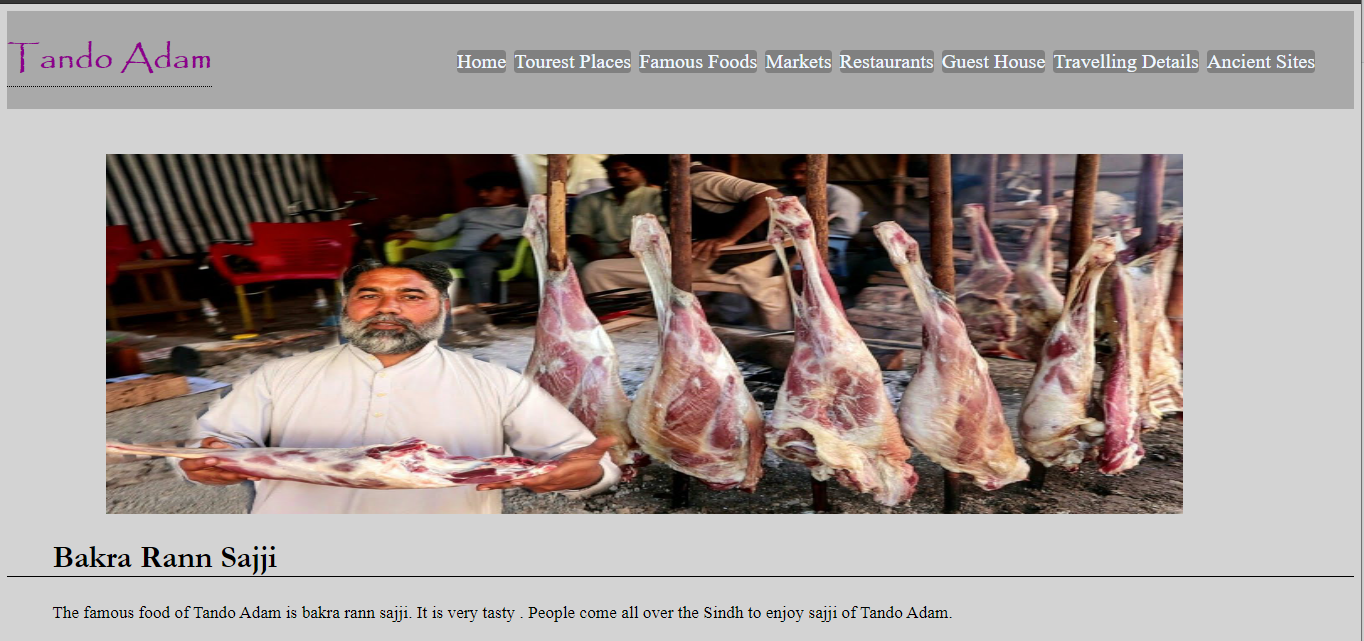 Tando Adam
Home Tourest Places Famous Foods Markets Restaurants Guest House Travelling Details Ancient Sites
Bakra Rann Sajji
The famous food of Tando Adam is bakra rann sajji. It is very tasty . People come all over the Sindh to enjoy sajji of Tando Adam.